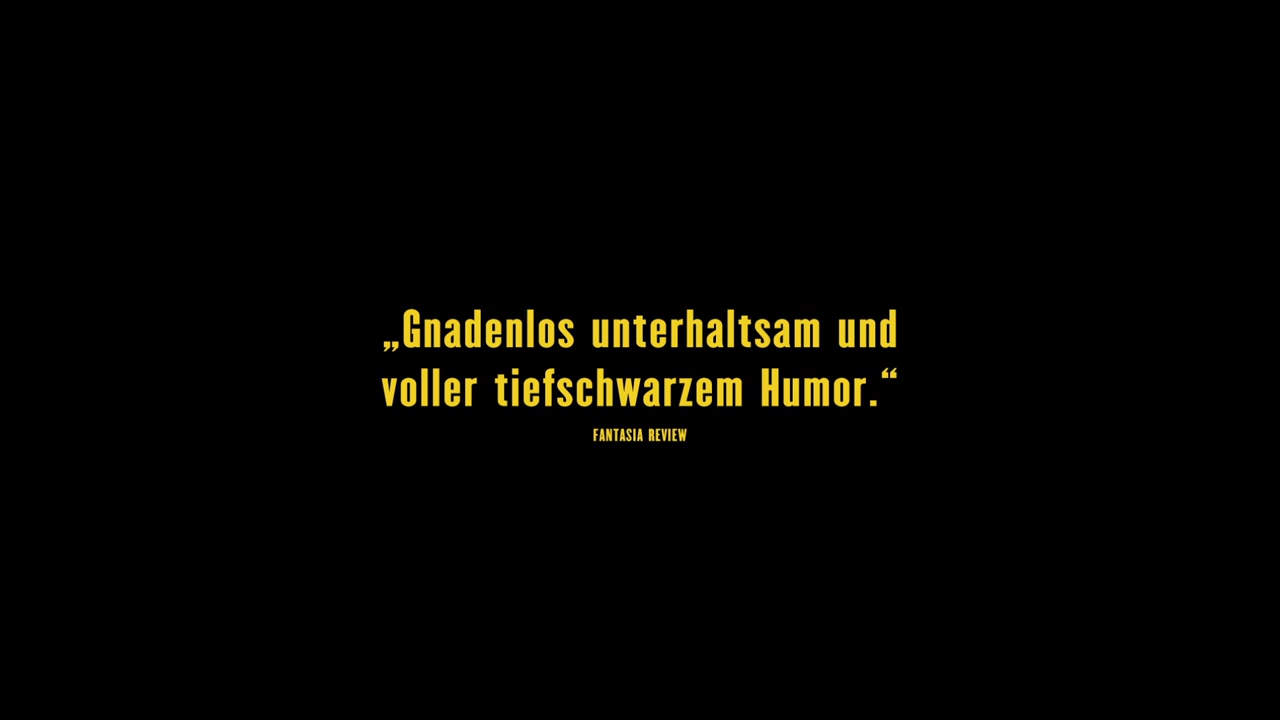 „Gnadenlos unterhaltsam und
voller tiefschwarzem Humor.“
FANTASIA REVIEW